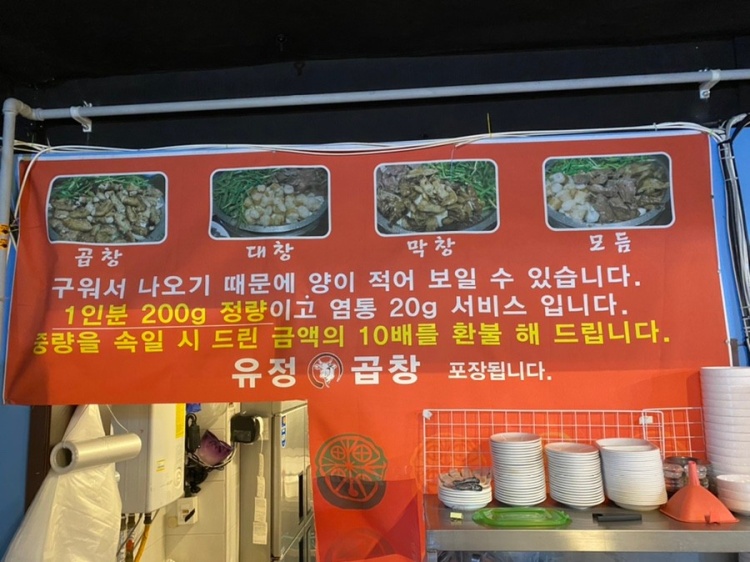 곱창 대창 막창 모듬
구워서 나오기 때문에 양이 적어 보일 수 있습니다.
1인분 200g 정량이고 염통 20g 서비스 입니다.
중량을 속일 시 드린 금액의 10배를 환불 해 드립니다.
유정 곱창 포장됩니다.